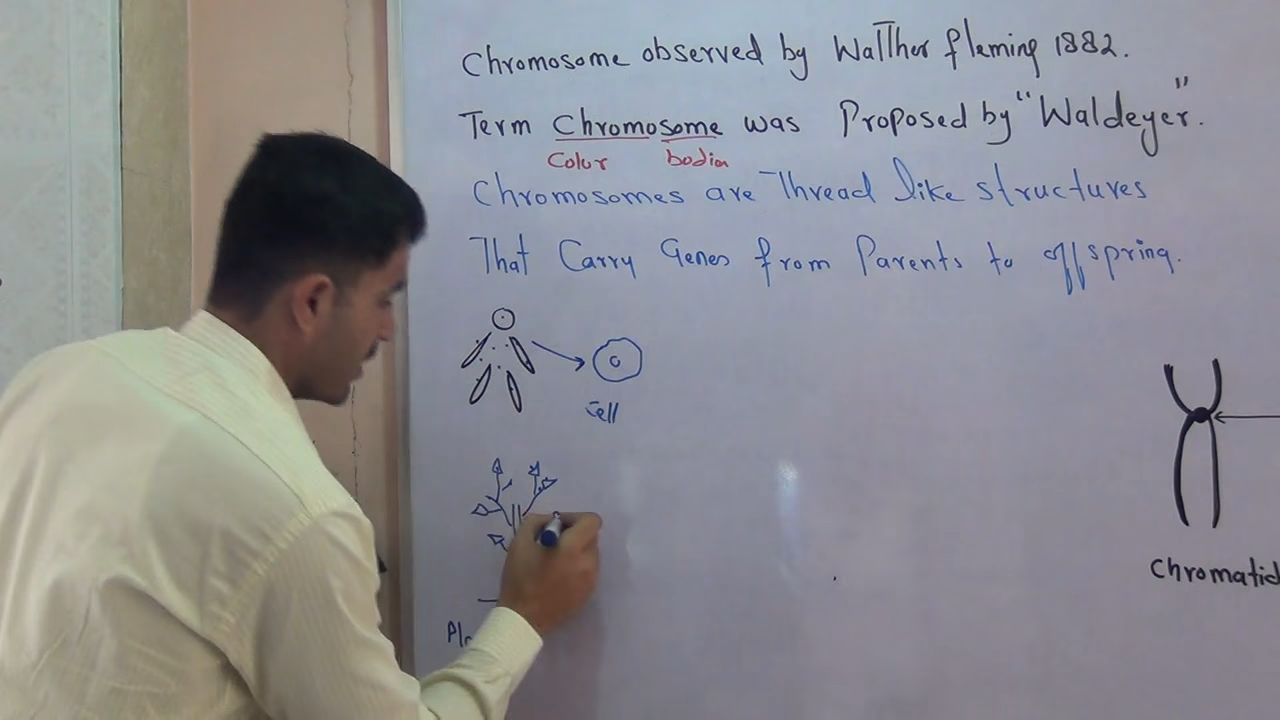 Chromosome observed by Walther fleming 1882.
Term Chromosome was Proposed by "Waldeyer".
Color bodies
Chromosomes are Thread like structures
That Carry Genes from Parents to offspring.
Cell
Chromatid